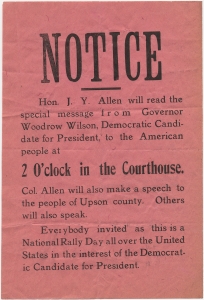 NOTICE
Hon. J. Y. Allen will read the
special message from Governor
Woodrow Wilson, Democratic Candi-
date for President, to the American
people at
2 O'clock in the Courthouse.
Col. Allen will also make a speech to
the people of Upson county. Others
will also speak.
Everybody invited as this is a
National Rally Day all over the United
States in the interest of the Democrat-
ic Candidate for President.